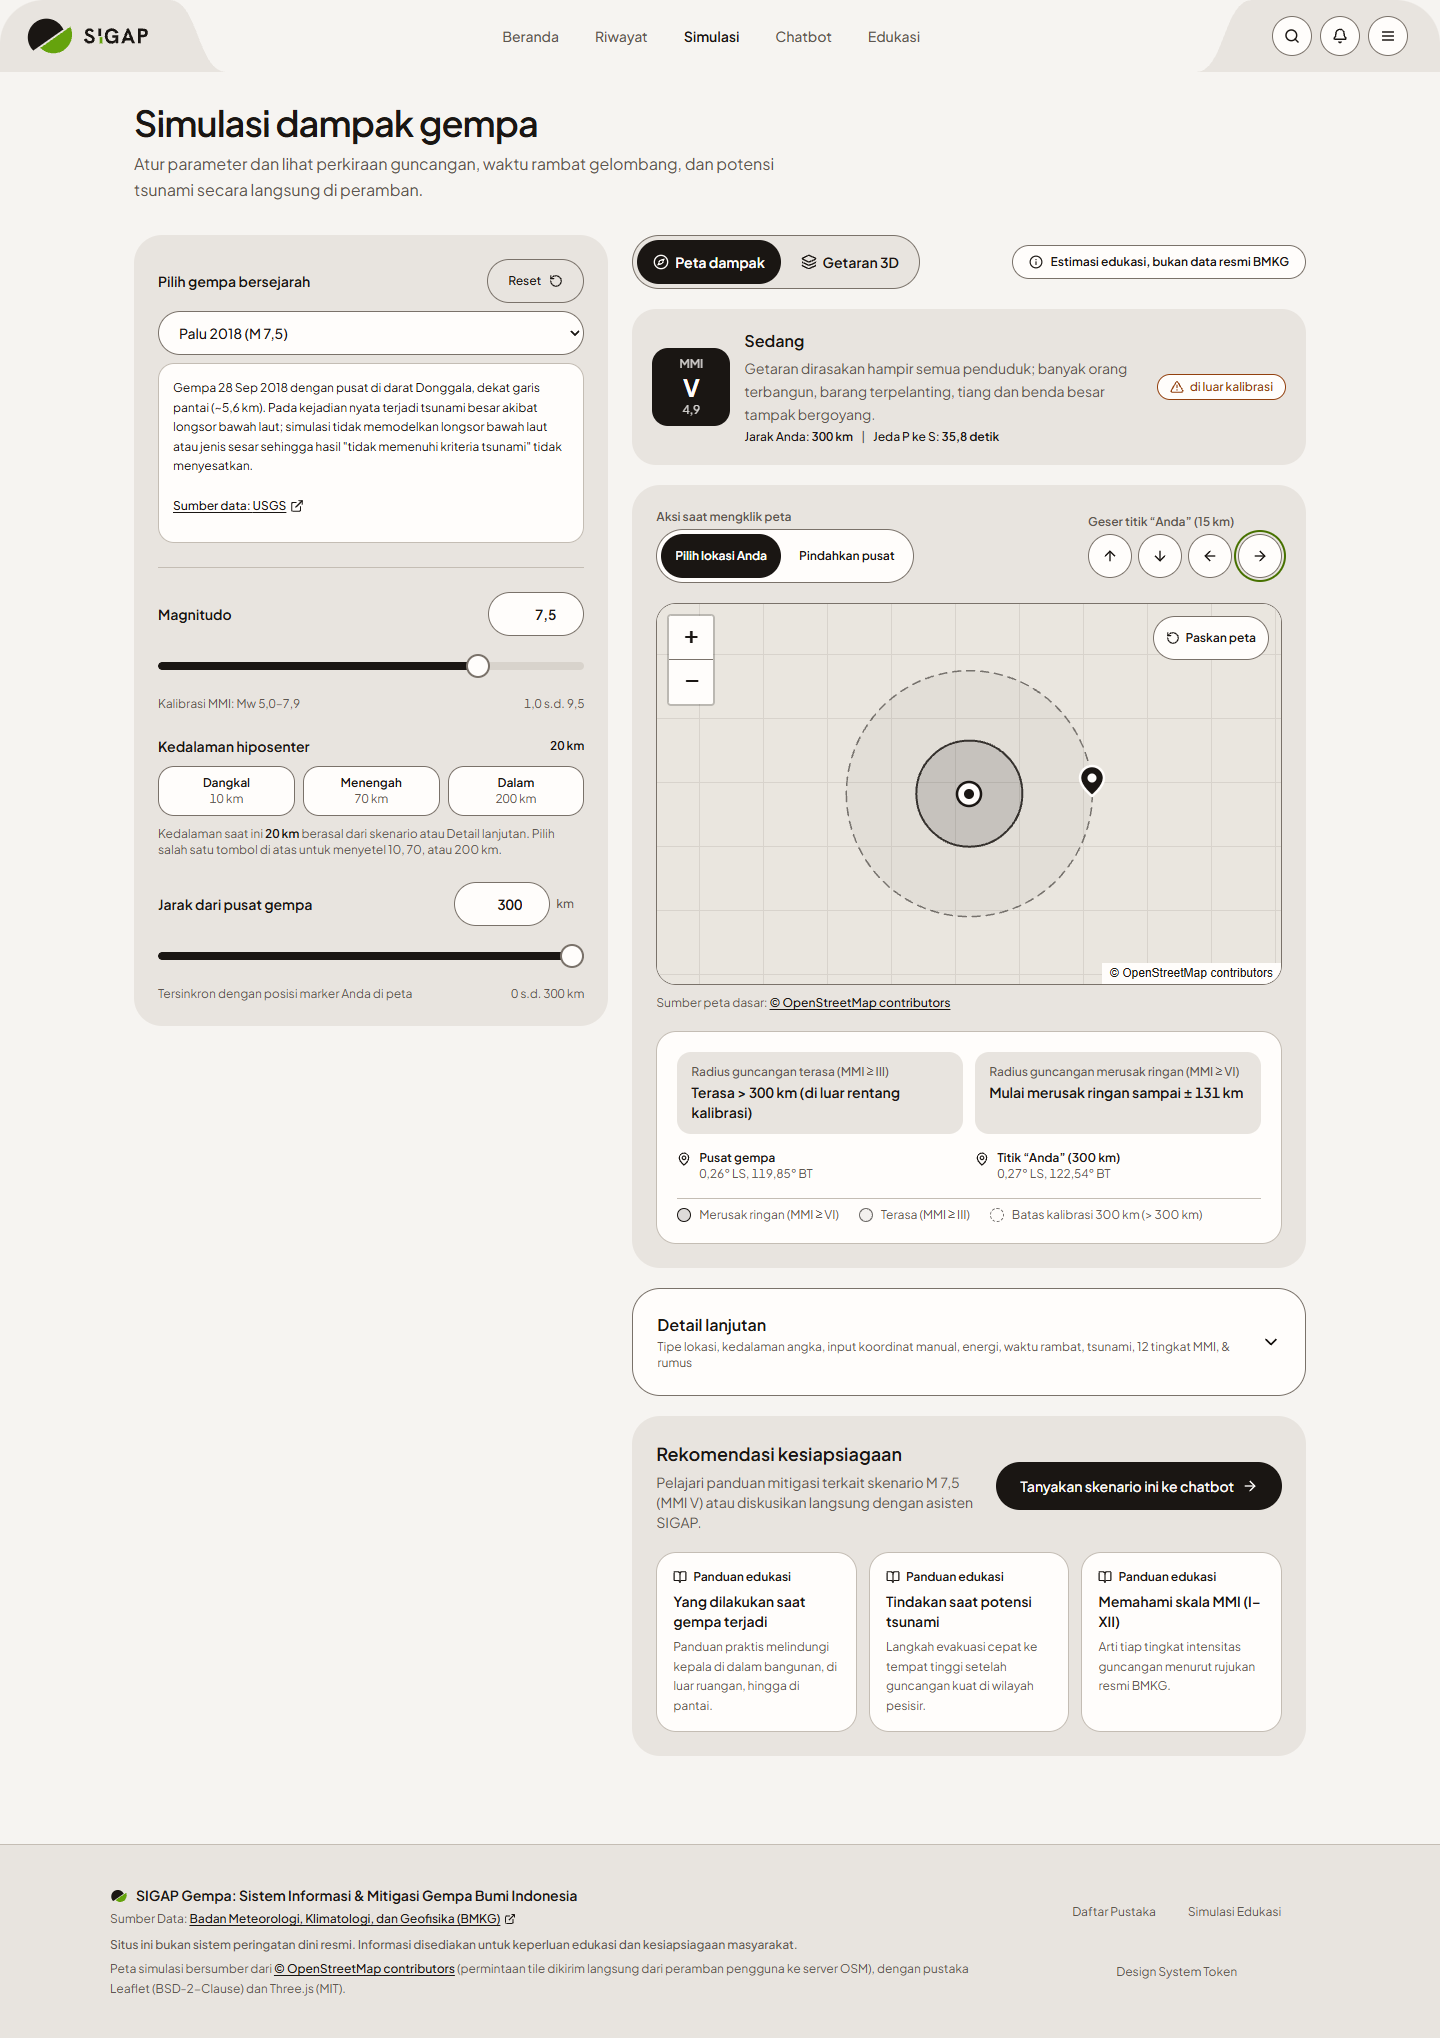 SIGAP
Beranda
Riwayat
Simulasi
Chatbot
Edukasi
Simulasi dampak gempa
Atur parameter dan lihat perkiraan guncangan, waktu rambat gelombang, dan potensi
tsunami secara langsung di peramban.
Pilih gempa bersejarah
Reset
Palu 2018 (M 7,5)
Gempa 28 Sep 2018 dengan pusat di darat Donggala, dekat garis
pantai (~5,6 km). Pada kejadian nyata terjadi tsunami besar akibat
longsor bawah laut; simulasi tidak memodelkan longsor bawah laut
atau jenis sesar sehingga hasil "tidak memenuhi kriteria tsunami" tidak
menyesatkan.
Sumber data: USGS
Magnitudo
7,5
Kalibrasi MMI: Mw 5,0–7,9
1,0 s.d. 9,5
Kedalaman hiposenter
20 km
Dangkal
10 km
Menengah
70 km
Dalam
200 km
Kedalaman saat ini 20 km berasal dari skenario atau Detail lanjutan. Pilih
salah satu tombol di atas untuk menyetel 10, 70, atau 200 km.
Jarak dari pusat gempa
300
km
Tersinkron dengan posisi marker Anda di peta
0 s.d. 300 km
Peta dampak
Getaran 3D
Estimasi edukasi, bukan data resmi BMKG
MMI
V
4,9
Sedang
Getaran dirasakan hampir semua penduduk; banyak orang
terbangun, barang terpelanting, tiang dan benda besar
tampak bergoyang.
Jarak Anda: 300 km | Jeda P ke S: 35,8 detik
di luar kalibrasi
Aksi saat mengklik peta
Pilih lokasi Anda
Pindahkan pusat
Geser titik “Anda” (15 km)
+
−
Paskan peta
© OpenStreetMap contributors
Sumber peta dasar: © OpenStreetMap contributors
Radius guncangan terasa (MMI ≥ III)
Terasa > 300 km (di luar rentang
kalibrasi)
Radius guncangan merusak ringan (MMI ≥ VI)
Mulai merusak ringan sampai ± 131 km
Pusat gempa
0,26° LS, 119,85° BT
Titik “Anda” (300 km)
0,27° LS, 122,54° BT
Merusak ringan (MMI ≥ VI)
Terasa (MMI ≥ III)
Batas kalibrasi 300 km (> 300 km)
Detail lanjutan
Tipe lokasi, kedalaman angka, input koordinat manual, energi, waktu rambat, tsunami, 12 tingkat MMI, &
rumus
Rekomendasi kesiapsiagaan
Pelajari panduan mitigasi terkait skenario M 7,5
(MMI V) atau diskusikan langsung dengan asisten
SIGAP.
Tanyakan skenario ini ke chatbot
Panduan edukasi
Yang dilakukan saat
gempa terjadi
Panduan praktis melindungi
kepala di dalam bangunan, di
luar ruangan, hingga di
pantai.
Panduan edukasi
Tindakan saat potensi
tsunami
Langkah evakuasi cepat ke
tempat tinggi setelah
guncangan kuat di wilayah
pesisir.
Panduan edukasi
Memahami skala MMI (I–
XII)
Arti tiap tingkat intensitas
guncangan menurut rujukan
resmi BMKG.
SIGAP Gempa: Sistem Informasi & Mitigasi Gempa Bumi Indonesia
Sumber Data: Badan Meteorologi, Klimatologi, dan Geofisika (BMKG)
Situs ini bukan sistem peringatan dini resmi. Informasi disediakan untuk keperluan edukasi dan kesiapsiagaan masyarakat.
Peta simulasi bersumber dari © OpenStreetMap contributors (permintaan tile dikirim langsung dari peramban pengguna ke server OSM), dengan pustaka
Leaflet (BSD-2-Clause) dan Three.js (MIT).
Daftar Pustaka
Simulasi Edukasi
Design System Token